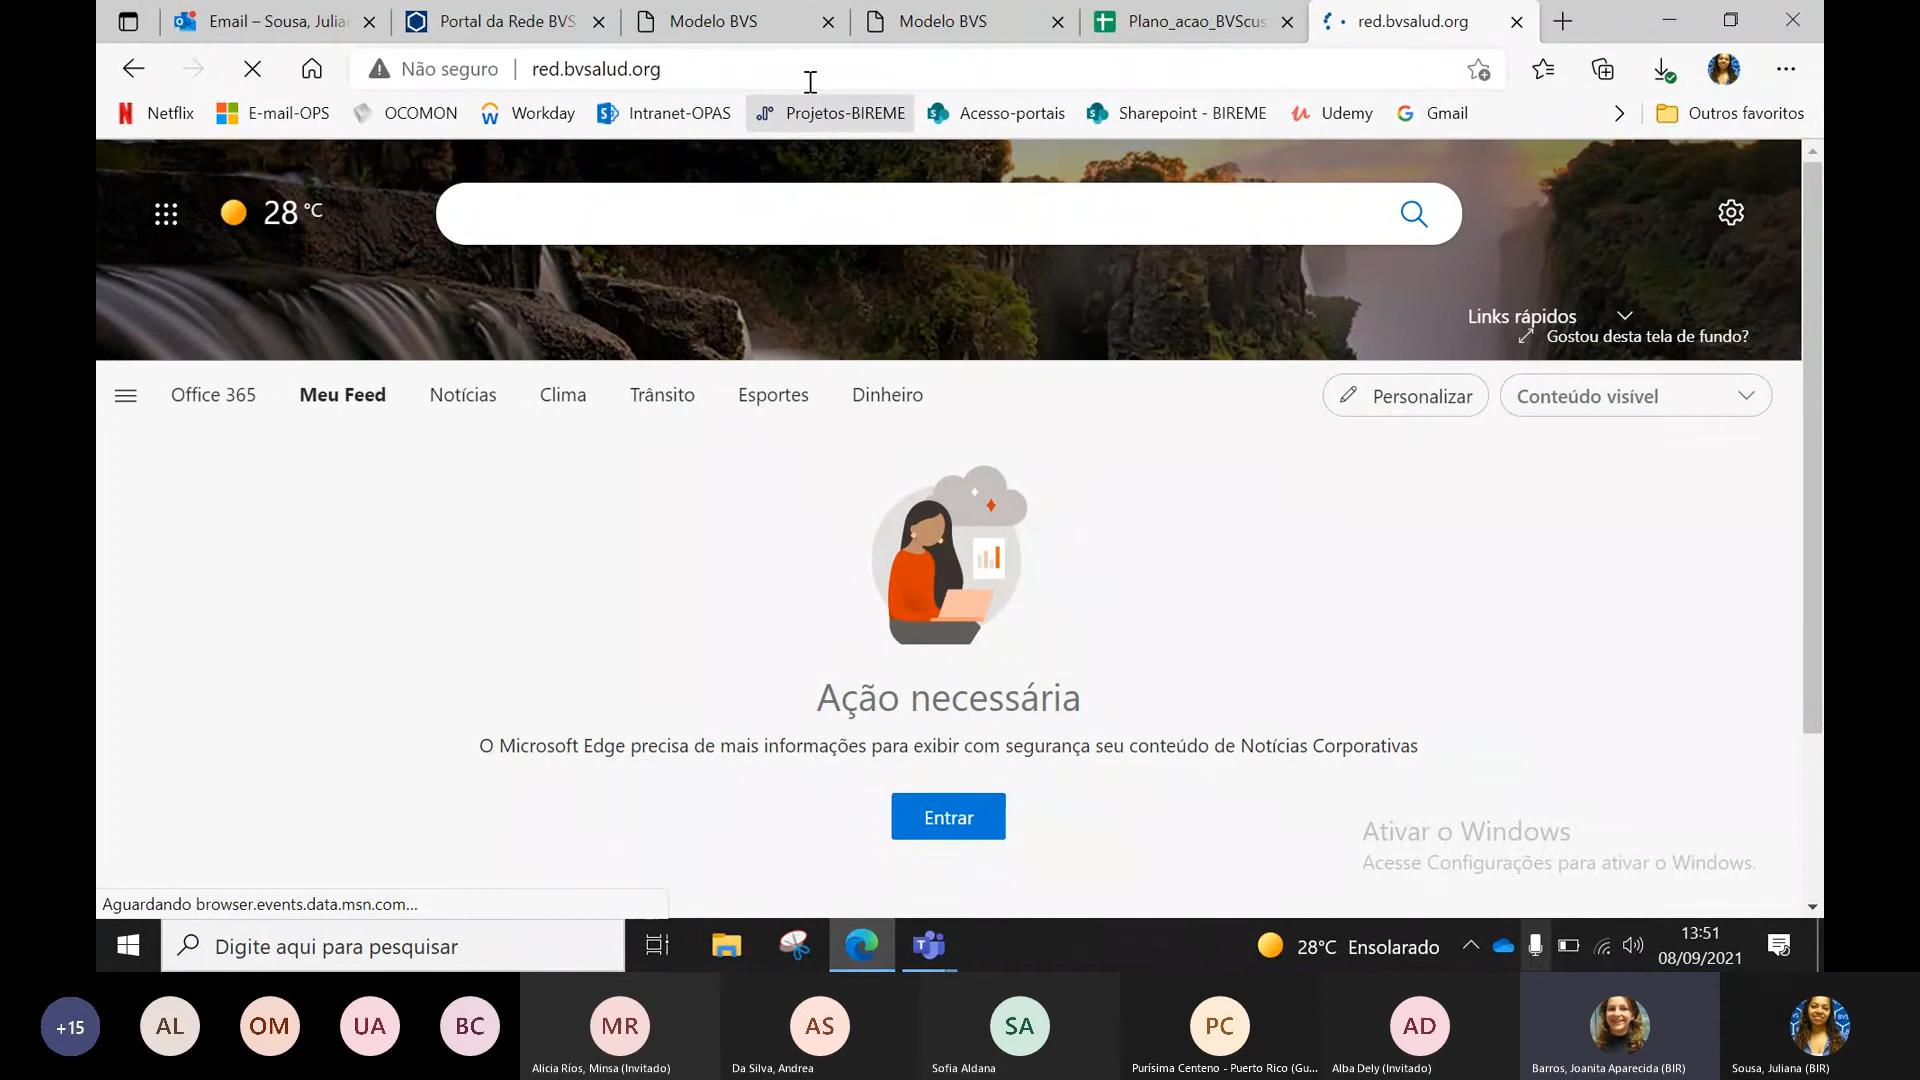 Email – Sousa, Julia
Portal da Rede BVS
Modelo BVS
Modelo BVS
Plano_acao_BVScus
red.bvsalud.org
Não seguro
red.bvsalud.org
Netflix
E-mail-OPS
OCOMON
Workday
Intranet-OPAS
Projetos-BIREME
Acesso-portais
Sharepoint - BIREME
Udemy
Gmail
Outros favoritos
28 °C
Links rápidos
Gostou desta tela de fundo?
Office 365
Meu Feed
Notícias
Clima
Trânsito
Esportes
Dinheiro
Personalizar
Conteúdo visível
Ação necessária
O Microsoft Edge precisa de mais informações para exibir com segurança seu conteúdo de Notícias Corporativas
Entrar
Ativar o Windows
Acesse Configurações para ativar o Windows.
Aguardando browser.events.data.msn.com...
Digite aqui para pesquisar
28°C Ensolarado
13:51
08/09/2021
+15
AL
OM
UA
BC
MR
AS
SA
PC
AD
Alicia Ríos, Minsa (Invitado)
Da Silva, Andrea
Sofia Aldana
Purísima Centeno - Puerto Rico (Gu...
Alba Dely (Invitado)
Barros, Joanita Aparecida (BIR)
Sousa, Juliana (BIR)